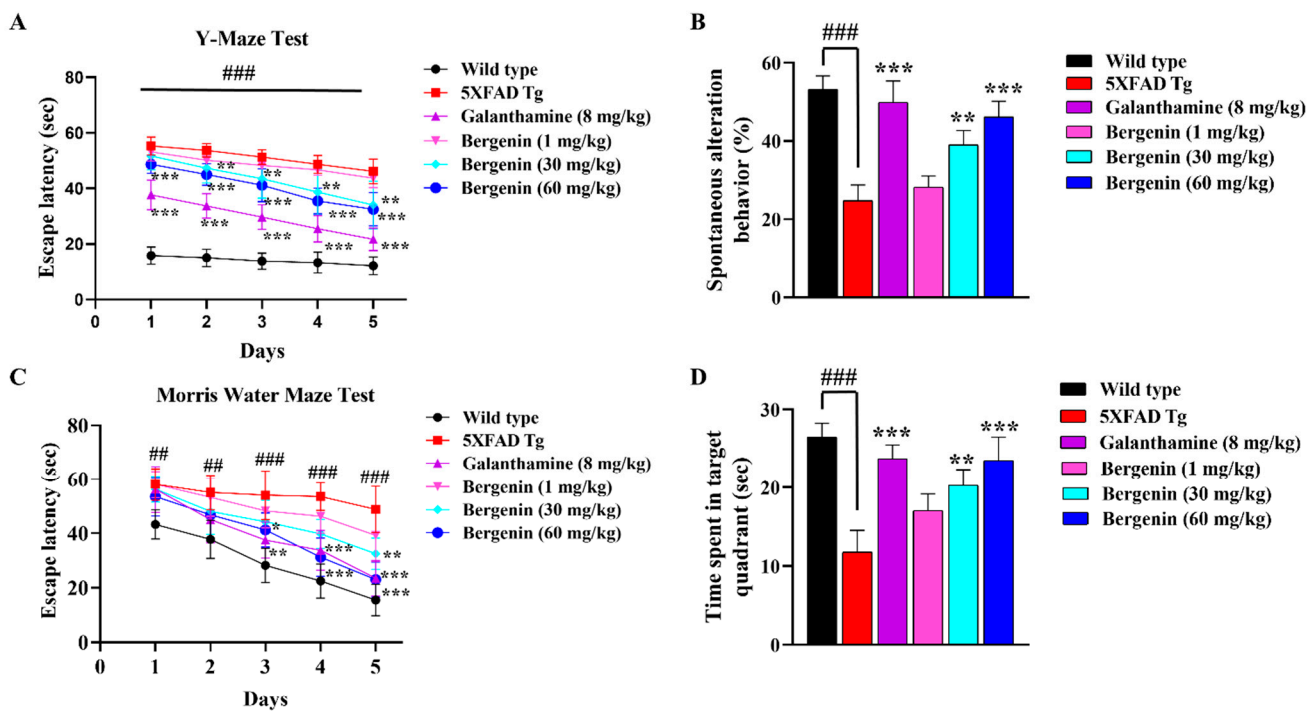 A
Y-Maze Test
###
Escape latency (sec)
80
60
40
20
0
***
***
**
***
***
**
***
***
**
***
***
**
***
***
0
1
2
3
4
5
Days
Wild type
5XFAD Tg
Galanthamine (8 mg/kg)
Bergenin (1 mg/kg)
Bergenin (30 mg/kg)
Bergenin (60 mg/kg)
B
Spontaneous alteration
behavior (%)
60
40
20
0
###
***
**
***
Wild type
5XFAD Tg
Galanthamine (8 mg/kg)
Bergenin (1 mg/kg)
Bergenin (30 mg/kg)
Bergenin (60 mg/kg)
C
Morris Water Maze Test
Escape latency (sec)
80
60
40
20
0
##
##
###
###
###
*
**
***
***
**
***
***
0
1
2
3
4
5
Days
Wild type
5XFAD Tg
Galanthamine (8 mg/kg)
Bergenin (1 mg/kg)
Bergenin (30 mg/kg)
Bergenin (60 mg/kg)
D
Time spent in target
quadrant (sec)
30
20
10
0
###
***
**
***
Wild type
5XFAD Tg
Galanthamine (8 mg/kg)
Bergenin (1 mg/kg)
Bergenin (30 mg/kg)
Bergenin (60 mg/kg)